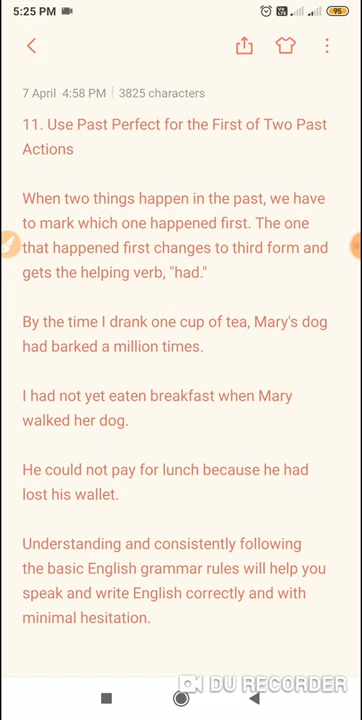 5:25 PM
95
7 April 4:58 PM | 3825 characters
11. Use Past Perfect for the First of Two Past
Actions
When two things happen in the past, we have
to mark which one happened first. The one
that happened first changes to third form and
gets the helping verb, "had."
By the time I drank one cup of tea, Mary's dog
had barked a million times.
I had not yet eaten breakfast when Mary
walked her dog.
He could not pay for lunch because he had
lost his wallet.
Understanding and consistently following
the basic English grammar rules will help you
speak and write English correctly and with
minimal hesitation.
DU RECORDER